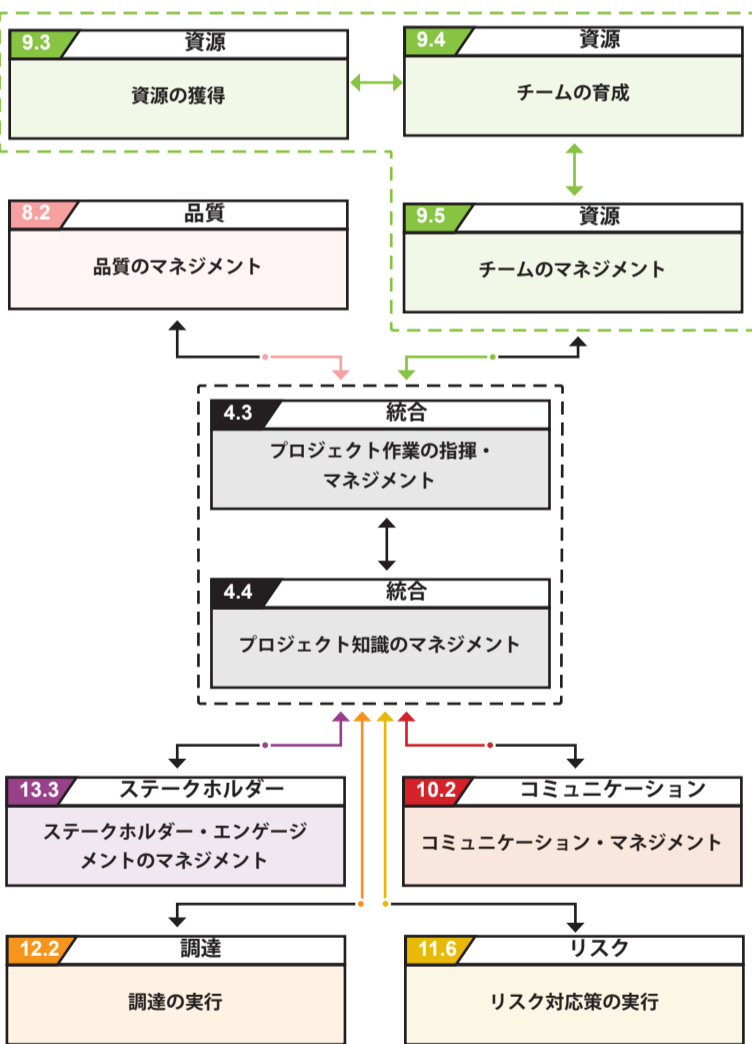 9.3 資源
資源の獲得
9.4 資源
チームの育成
8.2 品質
品質のマネジメント
9.5 資源
チームのマネジメント
4.3 統合
プロジェクト作業の指揮・
マネジメント
4.4 統合
プロジェクト知識のマネジメント
13.3 ステークホルダー
ステークホルダー・エンゲージ
メントのマネジメント
10.2 コミュニケーション
コミュニケーション・マネジメント
12.2 調達
調達の実行
11.6 リスク
リスク対応策の実行